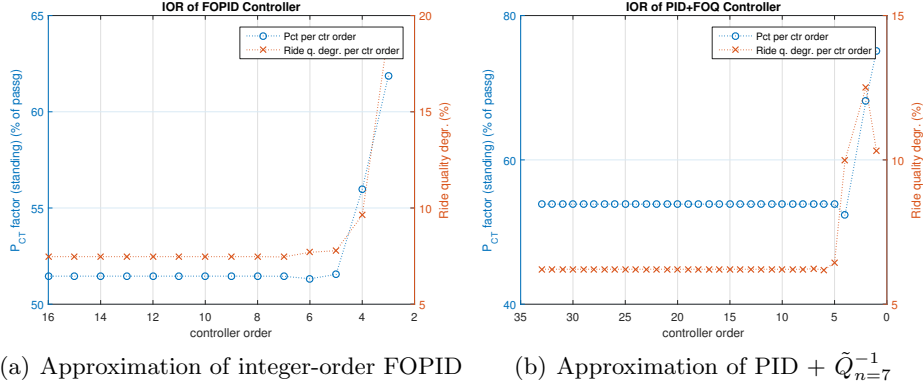 IOR of FOPID Controller
65
60
55
50
P_CT factor (standing) (% of passg)
Pct per ctr order
Ride q. degr. per ctr order
20
15
10
5
Ride quality degr. (%)
16 14 12 10 8 6 4 2
controller order
(a) Approximation of integer-order FOPID
IOR of PID+FOQ Controller
80
60
40
P_CT factor (standing) (% of passg)
Pct per ctr order
Ride q. degr. per ctr order
15
10
5
Ride quality degr. (%)
35 30 25 20 15 10 5 0
controller order
(b) Approximation of PID + Q̃⁻¹ₙ₌₇